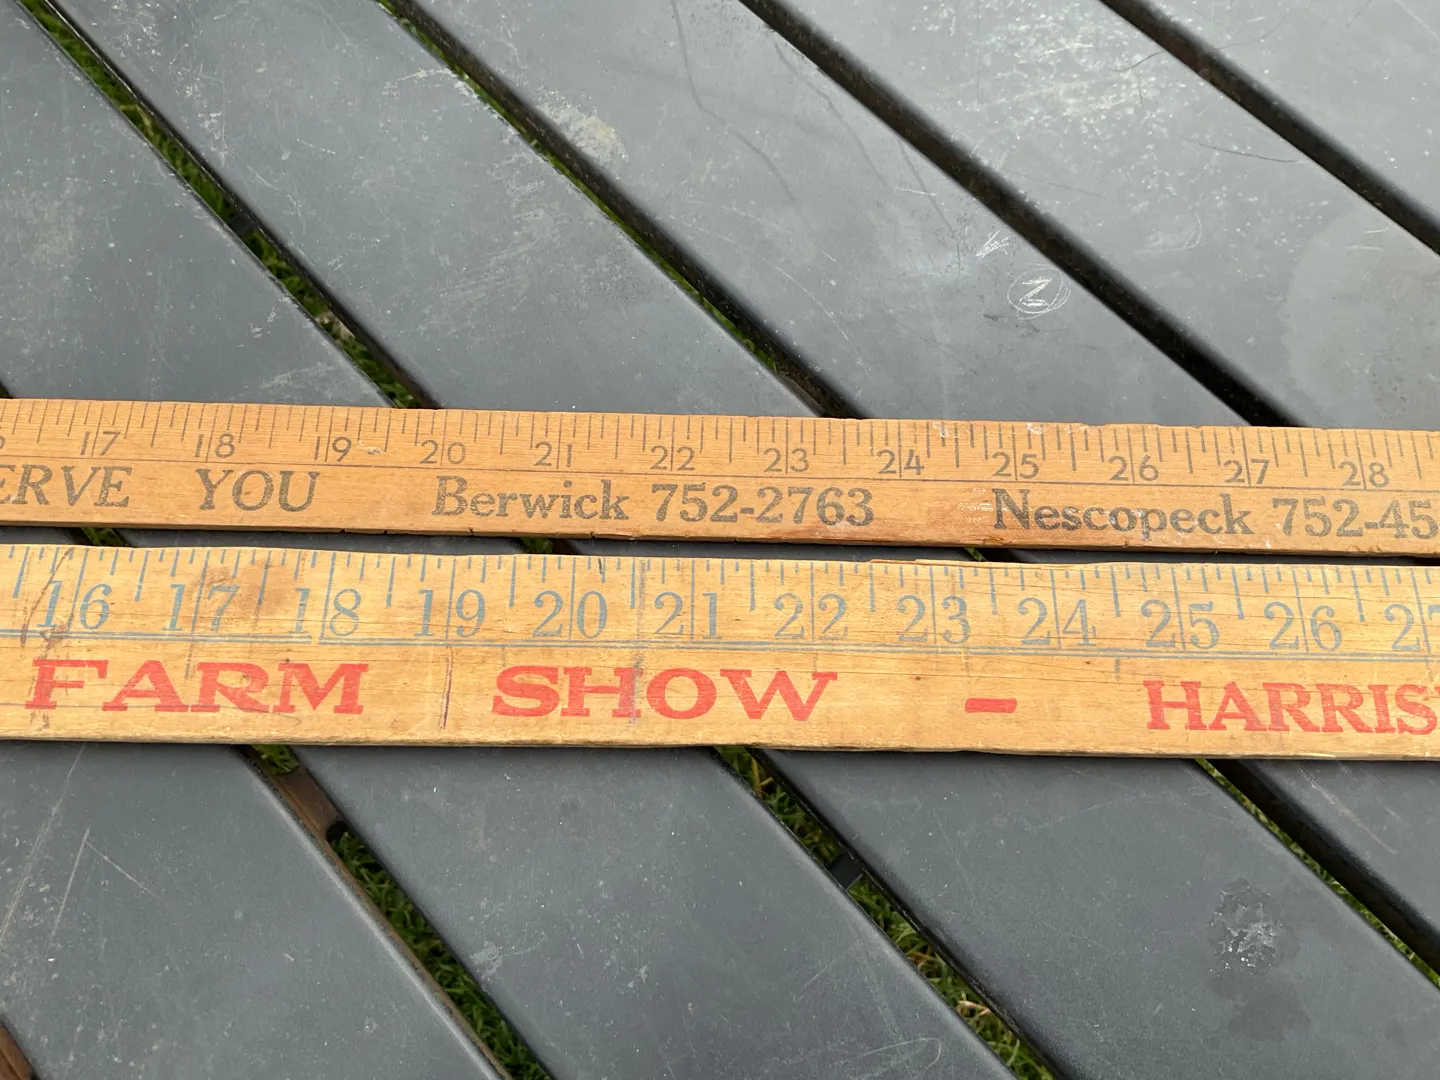 17 18 19 20 21 22 23 24 25 26 27 28
ERVE YOU Berwick 752-2763 Nescopeck 752-45
16 17 18 19 20 21 22 23 24 25 26 27
FARM SHOW - HARRIS
Z